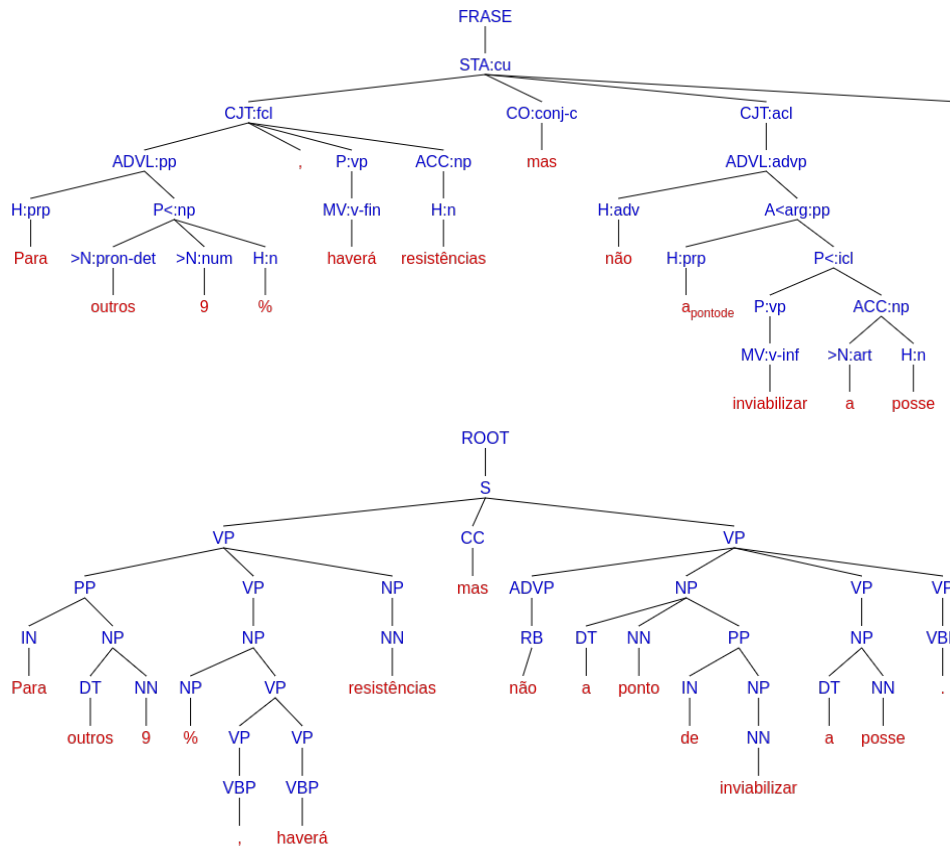 FRASE
STA:cu
CJT:fcl CO:conj-c CJT:acl
ADVL:pp , P:vp ACC:np mas ADVL:advp
H:prp P<:np MV:v-fin H:n H:adv A<arg:pp
Para >N:pron-det >N:num H:n haverá resistências não H:prp P<:icl
outros 9 % a pontode P:vp ACC:np
MV:v-inf >N:art H:n
inviabilizar a posse
ROOT
S
VP CC VP
PP VP NP mas ADVP NP VP VP
IN NP NP NN RB DT NN PP NP VBP
Para DT NN NP VP resistências não a ponto IN NP DT NN .
outros 9 % VP VP de NN a posse
VBP VBP inviabilizar
, haverá